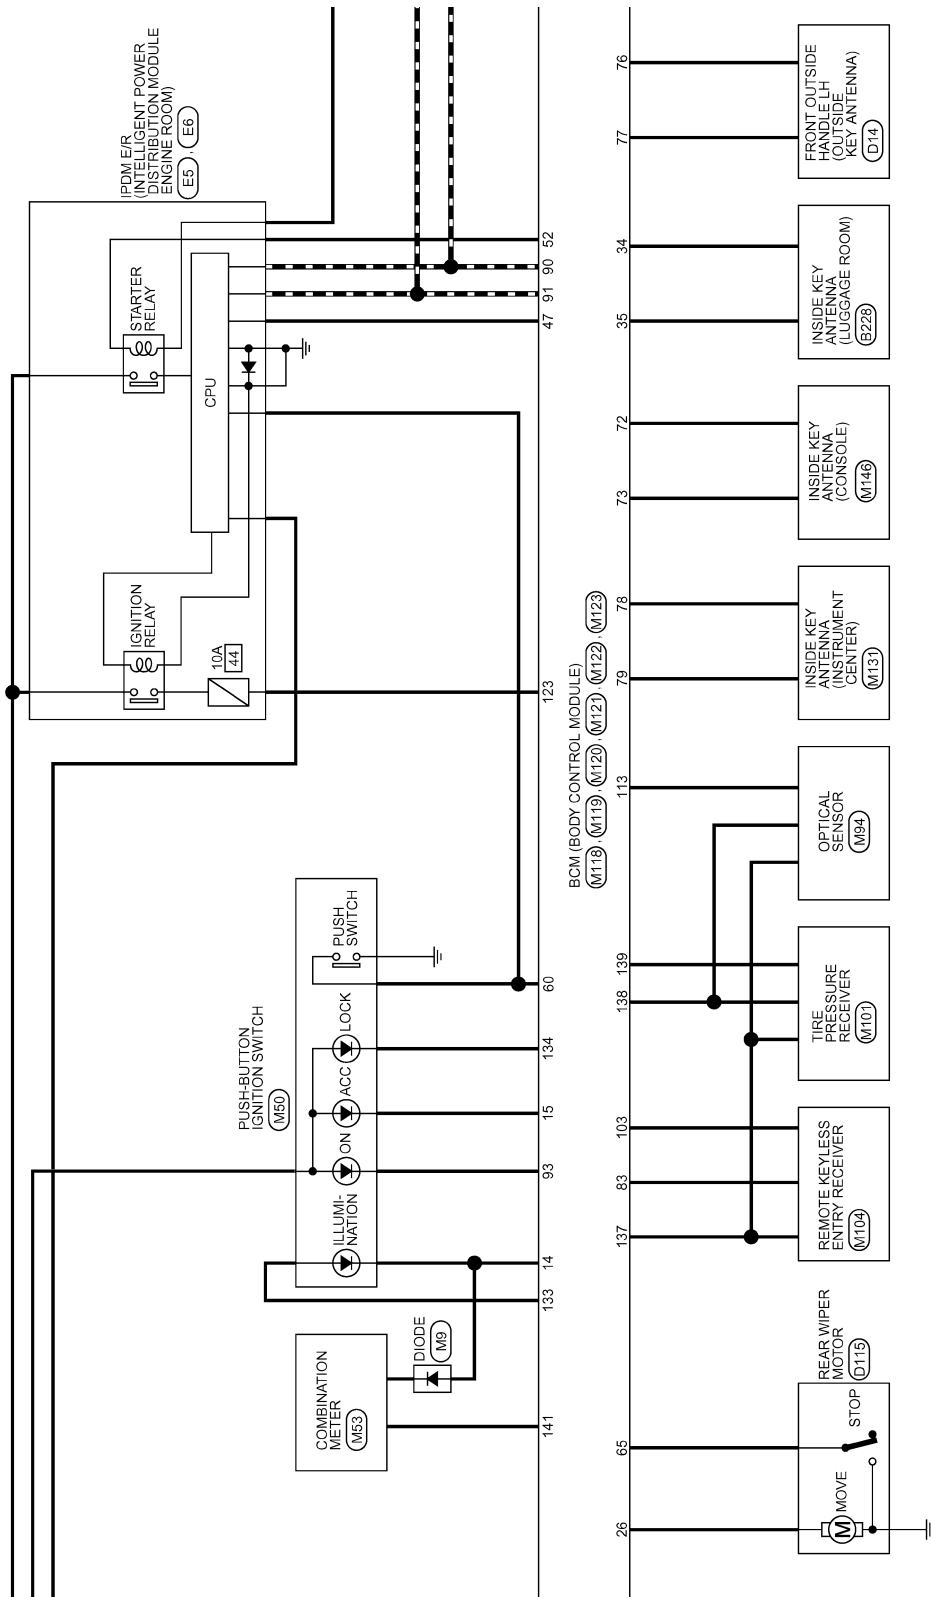 IPDM E/R
(INTELLIGENT POWER
DISTRIBUTION MODULE
ENGINE ROOM)
E5 , E6
STARTER
RELAY
CPU
IGNITION
RELAY
10A
44
PUSH-BUTTON
IGNITION SWITCH
M50
PUSH
SWITCH
LOCK
ACC
ON
ILLUMI-
NATION
COMBINATION
METER
M53
DIODE
M9
52
90
91
47
123
60
134
15
93
14
133
141
BCM (BODY CONTROL MODULE)
M118 , M119 , M120 , M121 , M122 , M123
76
77
34
35
72
73
78
79
113
139
138
103
83
137
65
26
FRONT OUTSIDE
HANDLE LH
(OUTSIDE
KEY ANTENNA)
D14
INSIDE KEY
ANTENNA
(LUGGAGE ROOM)
B228
INSIDE KEY
ANTENNA
(CONSOLE)
M146
INSIDE KEY
ANTENNA
(INSTRUMENT
CENTER)
M131
OPTICAL
SENSOR
M94
TIRE
PRESSURE
RECEIVER
M101
REMOTE KEYLESS
ENTRY RECEIVER
M104
REAR WIPER
MOTOR
D115
STOP
MOVE
M